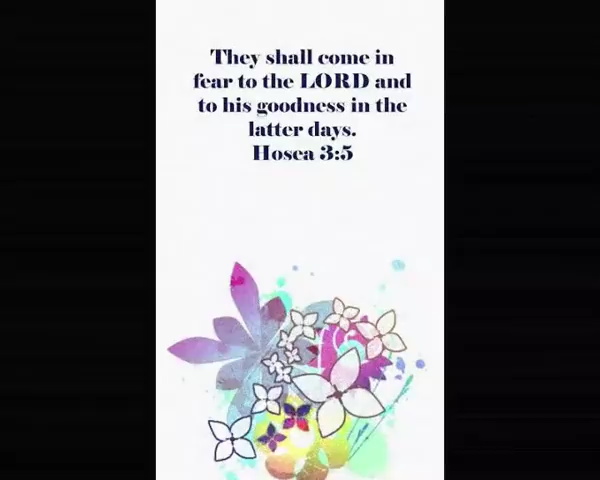 They shall come in
fear to the LORD and
to his goodness in the
latter days.
Hosea 3:5